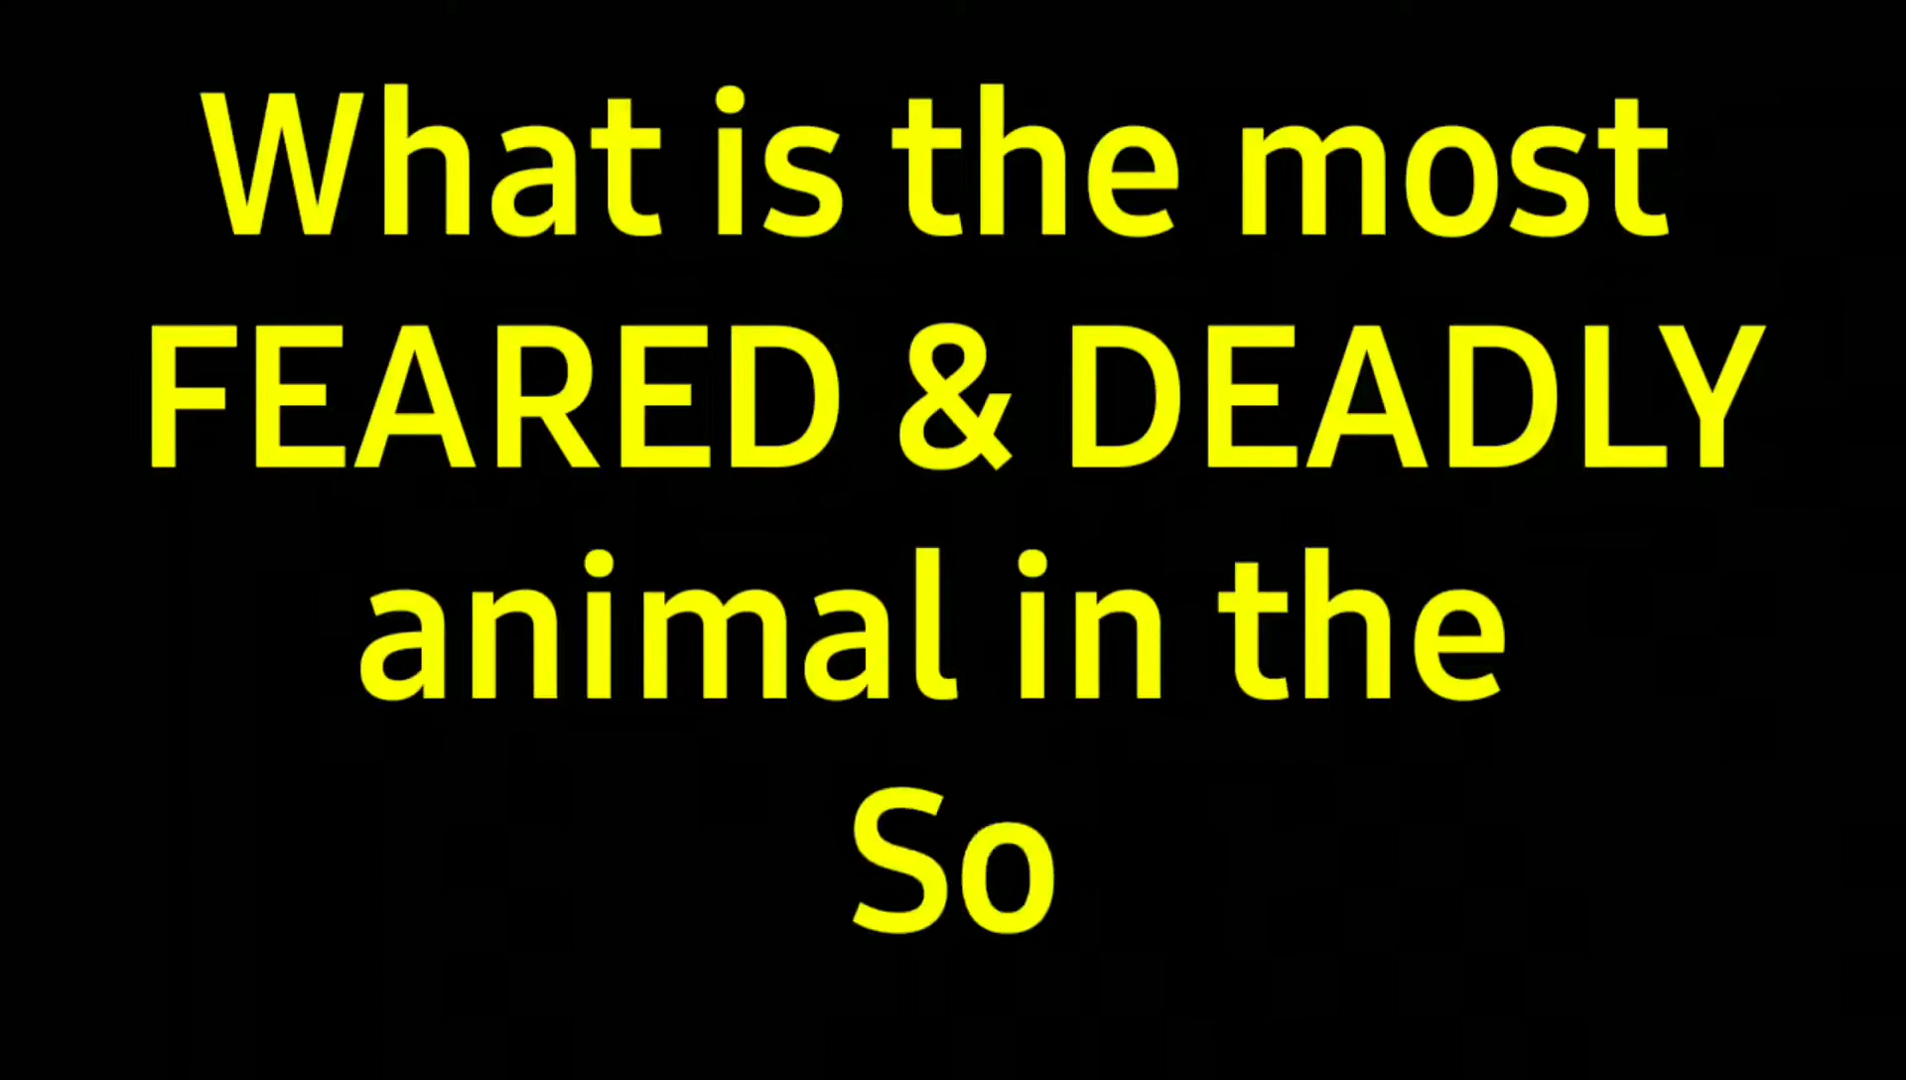 What is the most
FEARED & DEADLY
animal in the
So